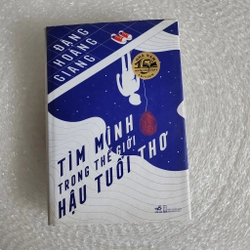 ĐẶNG
HOÀNG
GIANG
TÌM MÌNH
TRONG THẾ GIỚI
HẬU TUỔI THƠ